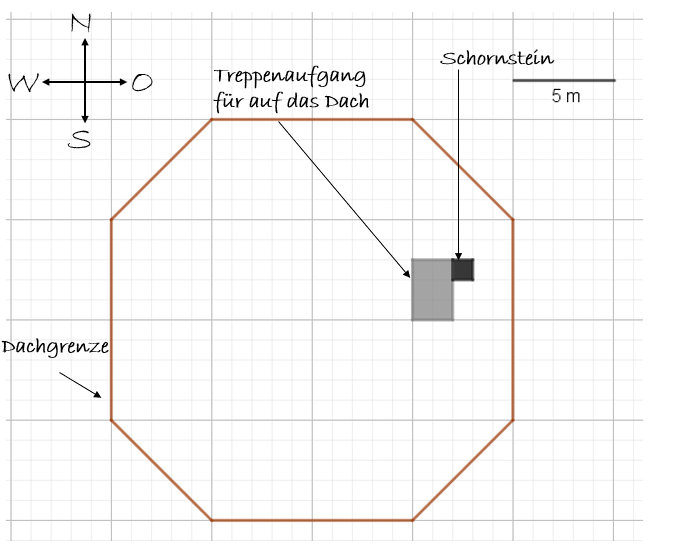 N
W O
S
Treppenaufgang
für auf das Dach
Schornstein
5 m
Dachgrenze